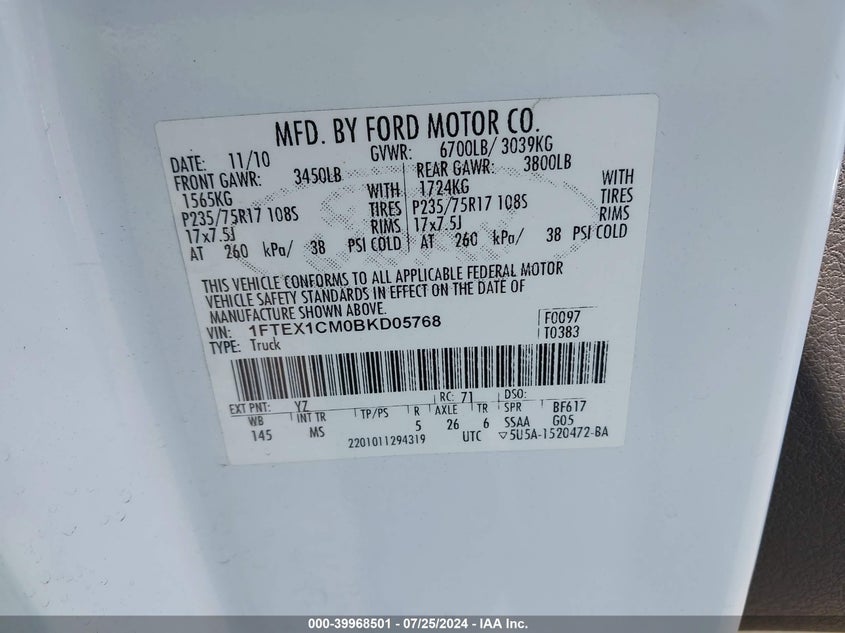 MFD. BY FORD MOTOR CO.
DATE: 11/10 GVWR: 6700LB/ 3039KG
FRONT GAWR: 3450LB REAR GAWR: 3800LB
1565KG WITH 1724KG WITH
P235/75R17 108S TIRES P235/75R17 108S TIRES
17x7.5J RIMS 17x7.5J RIMS
AT 260 kPa/ 38 PSI COLD AT 260 kPa/ 38 PSI COLD
THIS VEHICLE CONFORMS TO ALL APPLICABLE FEDERAL MOTOR
VEHICLE SAFETY STANDARDS IN EFFECT ON THE DATE OF
MANUFACTURE SHOWN ABOVE.
VIN: 1FTEX1CM0BKD05768 F0097
TYPE: Truck T0383
EXT PNT: YZ RC: 71 DSO:
WB INT TR TP/PS R AXLE TR SPR BF617
145 MS 5 26 6 SSAA G05
2201011294319 UTC ▽5U5A-1520472-BA
000-39968501 - 07/25/2024 - IAA Inc.